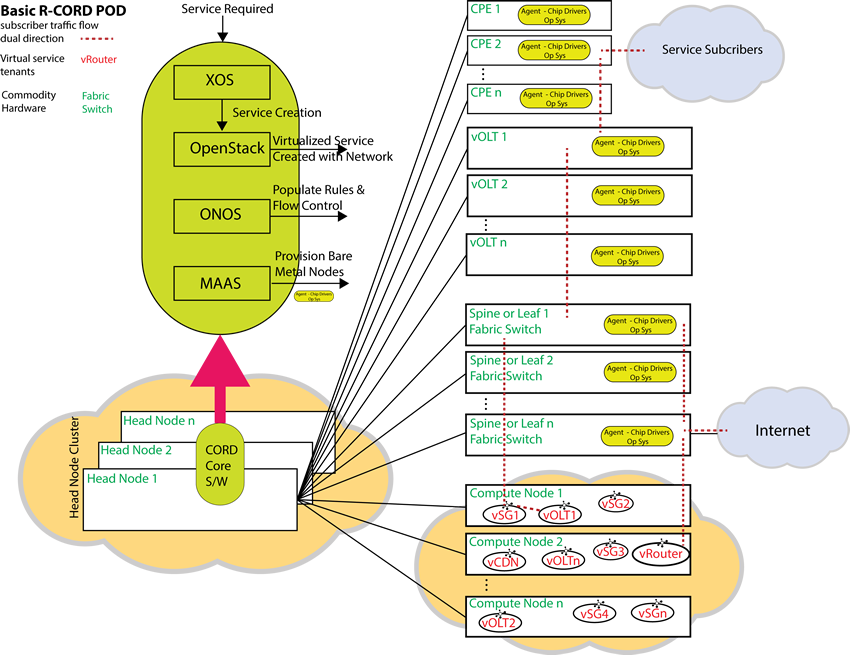 Basic R-CORD POD
subscriber traffic flow
dual direction
Virtual service
tenants
vRouter
Commodity
Hardware
Fabric
Switch
Service Required
XOS
Service Creation
OpenStack
Virtualized Service
Created with Network
ONOS
Populate Rules &
Flow Control
MAAS
Provision Bare
Metal Nodes
Agent - Chip Drivers
Op Sys
Head Node Cluster
Head Node n
Head Node 2
Head Node 1
CORD
Core
S/W
CPE 1
Agent - Chip Drivers
Op Sys
CPE 2
Agent - Chip Drivers
Op Sys
CPE n
Agent - Chip Drivers
Op Sys
Service Subcribers
vOLT 1
Agent - Chip Drivers
Op Sys
vOLT 2
Agent - Chip Drivers
Op Sys
vOLT n
Agent - Chip Drivers
Op Sys
Spine or Leaf 1
Fabric Switch
Agent - Chip Drivers
Op Sys
Spine or Leaf 2
Fabric Switch
Agent - Chip Drivers
Op Sys
Spine or Leaf n
Fabric Switch
Agent - Chip Drivers
Op Sys
Internet
Compute Node 1
vSG1
vOLT1
vSG2
Compute Node 2
vCDN
vOLTn
vSG3
vRouter
Compute Node n
vOLT2
vSG4
vSGn